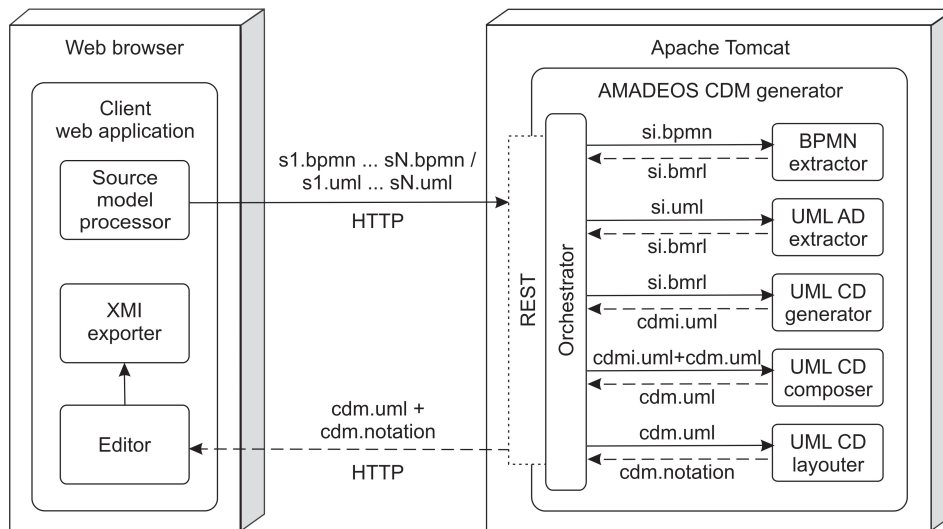 Web browser
Client
web application
Source
model
processor
XMI
exporter
Editor
s1.bpmn ... sN.bpmn /
s1.uml ... sN.uml
HTTP
cdm.uml +
cdm.notation
HTTP
Apache Tomcat
AMADEOS CDM generator
REST
Orchestrator
si.bpmn
si.bmrl
BPMN
extractor
si.uml
si.bmrl
UML AD
extractor
si.bmrl
cdmi.uml
UML CD
generator
cdmi.uml+cdm.uml
cdm.uml
UML CD
composer
cdm.uml
cdm.notation
UML CD
layouter